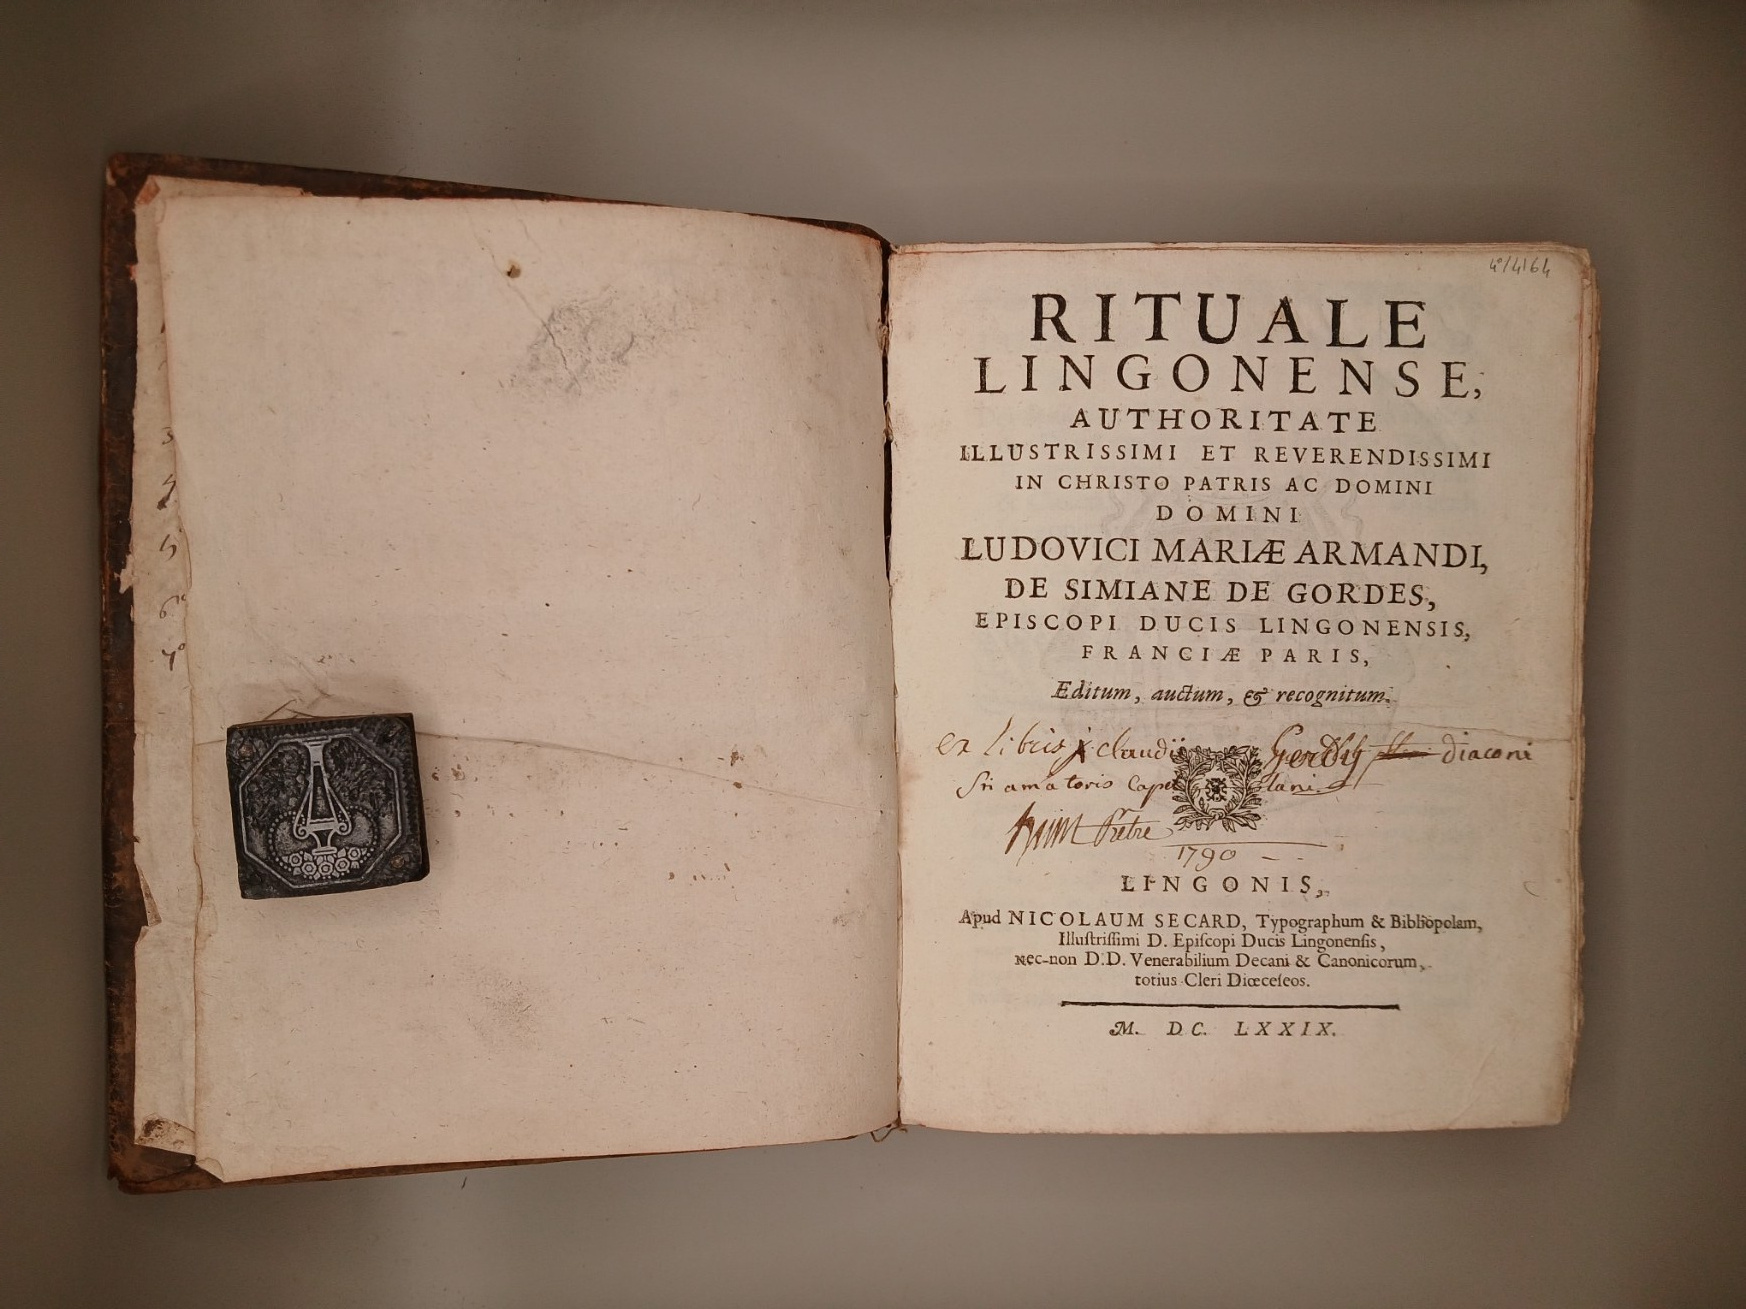 4°/4164
RITUALE
LINGONENSE,
AUTHORITATE
ILLUSTRISSIMI ET REVERENDISSIMI
IN CHRISTO PATRIS AC DOMINI
DOMINI
LUDOVICI MARIÆ ARMANDI,
DE SIMIANE DE GORDES,
EPISCOPI DUCIS LINGONENSIS,
FRANCIÆ PARIS,
Editum, auctum, & recognitum.
ex libris claudii diaconi
amatoris
1790
LINGONIS,
Apud NICOLAUM SECARD, Typographum & Bibliopolam,
Illuſtriſſimi D. Epiſcopi Ducis Lingonenſis,
nec-non D.D. Venerabilium Decani & Canonicorum,
totius Cleri Diœceſeos.
M. DC. LXXIX.